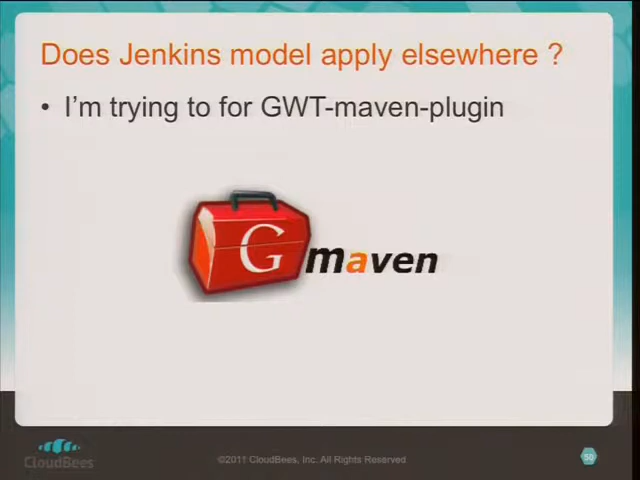 Does Jenkins model apply elsewhere ?
• I'm trying to for GWT-maven-plugin
G
maven
CloudBees
©2011 CloudBees, Inc. All Rights Reserved
50